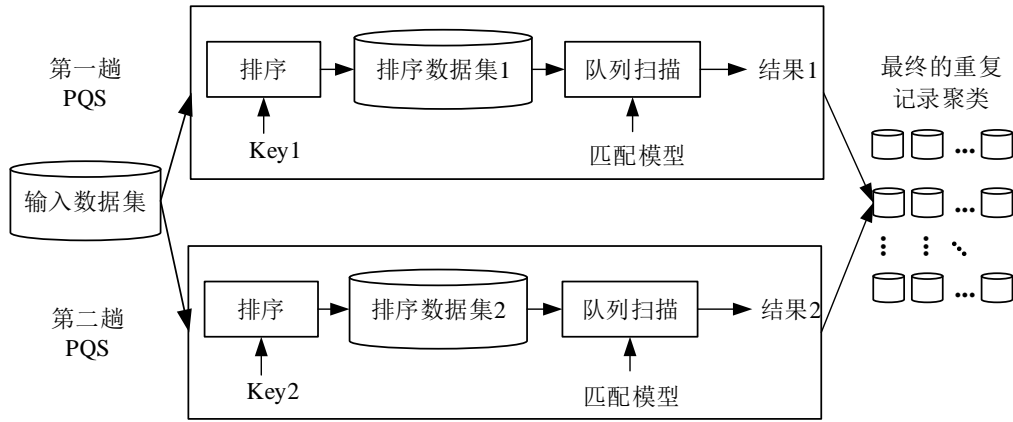 第一趟
PQS
排序
排序数据集1
队列扫描
结果1
Key1
匹配模型
输入数据集
第二趟
PQS
排序
排序数据集2
队列扫描
结果2
Key2
匹配模型
最终的重复
记录聚类